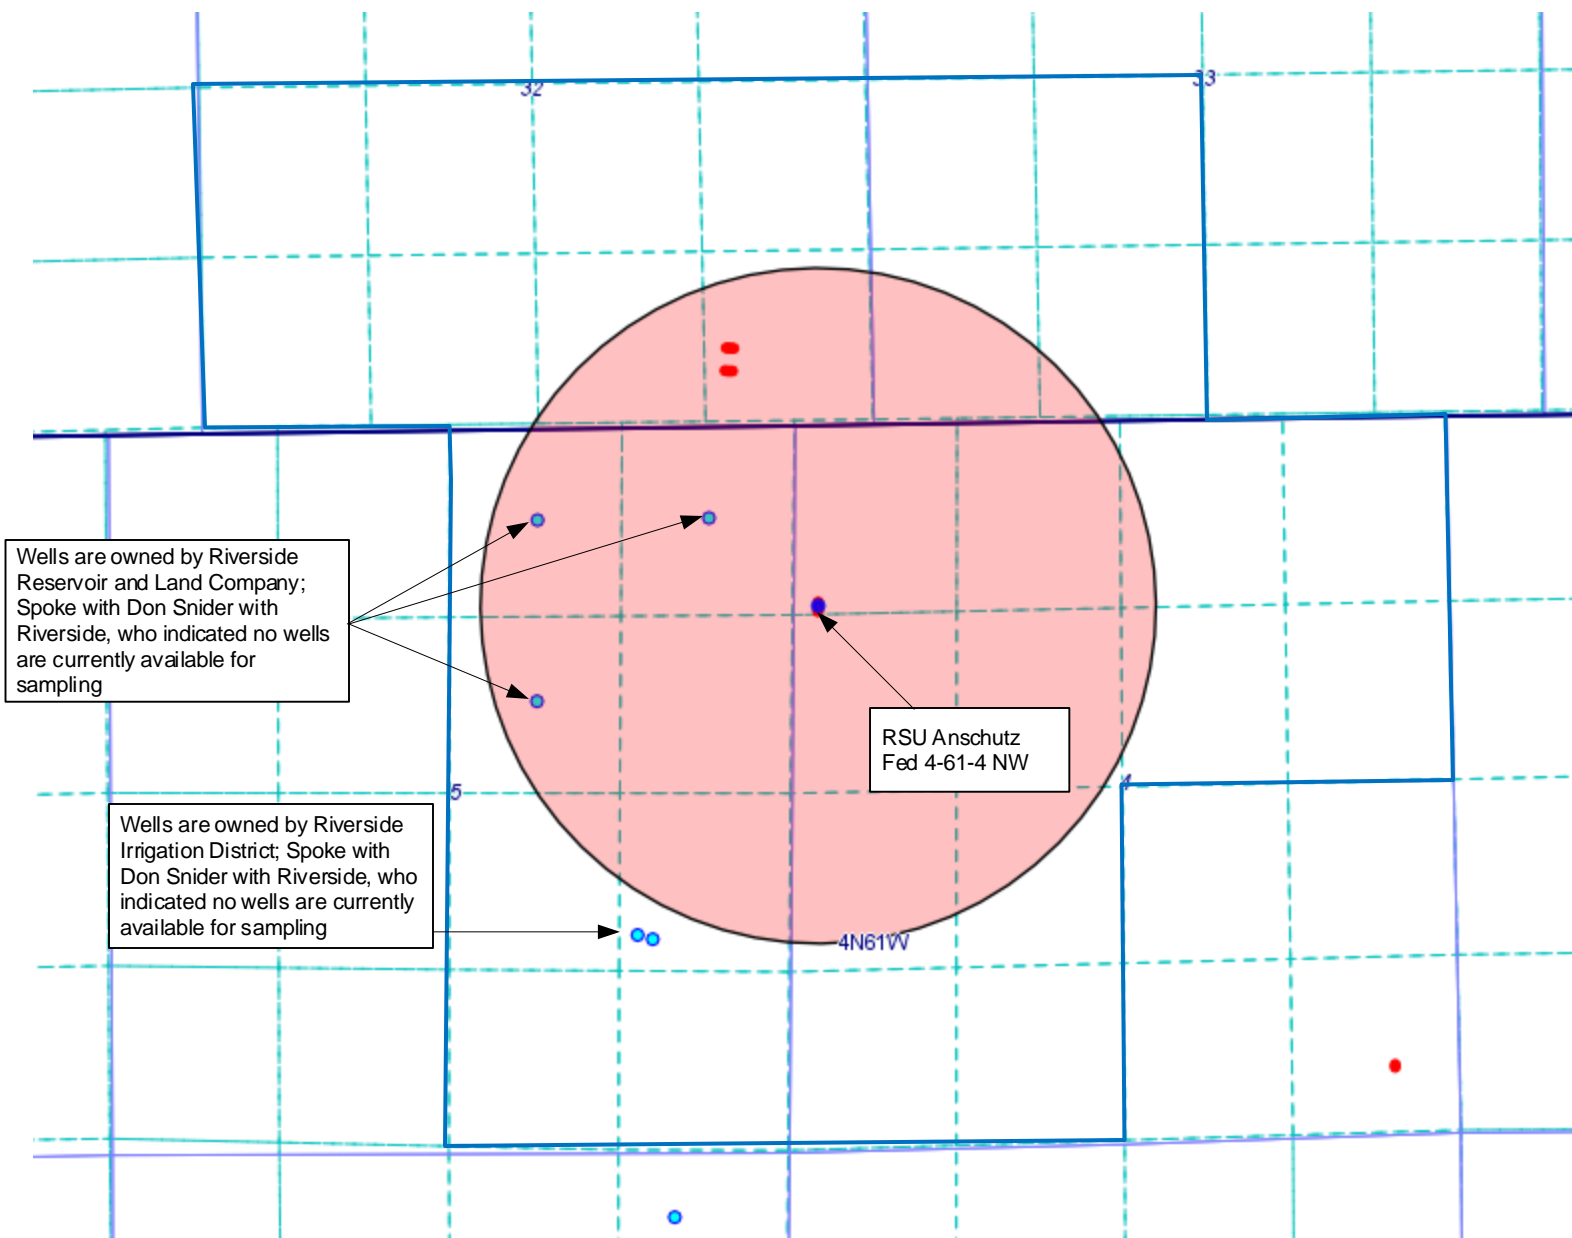 32
33
Wells are owned by Riverside
Reservoir and Land Company;
Spoke with Don Snider with
Riverside, who indicated no wells
are currently available for
sampling
RSU Anschutz
Fed 4-61-4 NW
5
4
Wells are owned by Riverside
Irrigation District; Spoke with
Don Snider with Riverside, who
indicated no wells are currently
available for sampling
4N61W